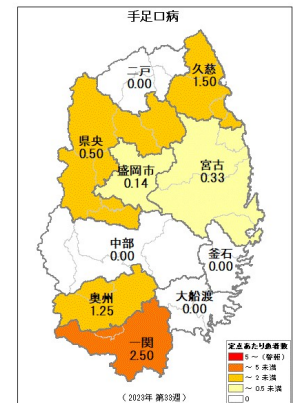 手足口病
二戸
0.00
久慈
1.50
県央
0.50
盛岡市
0.14
宮古
0.33
中部
0.00
釜石
0.00
奥州
1.25
大船渡
0.00
一関
2.50
定点あたり患者数
5～（警報）
～5未満
～2未満
～0.5未満
0
（2023年 第33週）